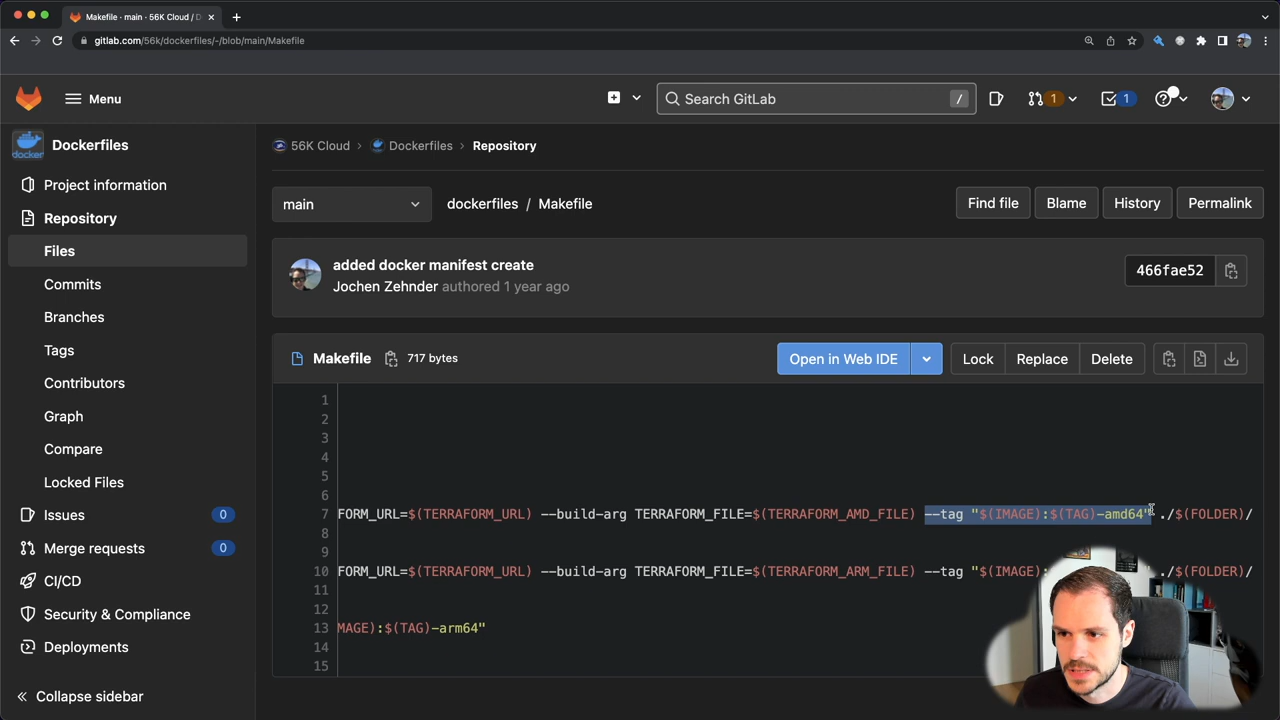 Makefile · main · 56K Cloud / D
gitlab.com/56k/dockerfiles/-/blob/main/Makefile
Menu
Search GitLab
/
1
1
docker
Dockerfiles
56K Cloud > Dockerfiles > Repository
Project information
Repository
main
dockerfiles / Makefile
Find file
Blame
History
Permalink
Files
Commits
Branches
Tags
Contributors
Graph
Compare
Locked Files
Issues 0
Merge requests 0
CI/CD
Security & Compliance
Deployments
Collapse sidebar
added docker manifest create
Jochen Zehnder authored 1 year ago
466fae52
Makefile
717 bytes
Open in Web IDE
Lock
Replace
Delete
1
2
3
4
5
6
7 FORM_URL=$(TERRAFORM_URL) --build-arg TERRAFORM_FILE=$(TERRAFORM_AMD_FILE) --tag "$(IMAGE):$(TAG)-amd64" ./$(FOLDER)/
8
9
10 FORM_URL=$(TERRAFORM_URL) --build-arg TERRAFORM_FILE=$(TERRAFORM_ARM_FILE) --tag "$(IMAGE): ./$(FOLDER)/
11
12
13 MAGE):$(TAG)-arm64"
14
15